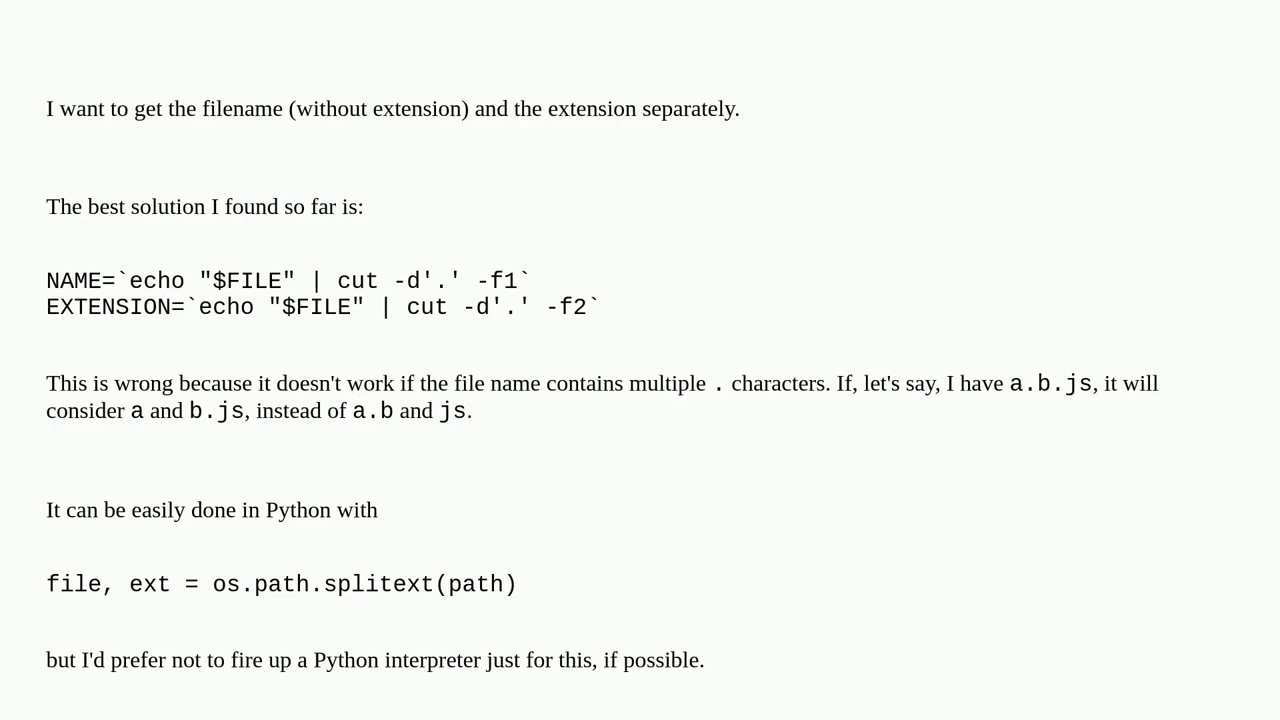 I want to get the filename (without extension) and the extension separately.
The best solution I found so far is:
NAME=`echo "$FILE" | cut -d'.' -f1`
EXTENSION=`echo "$FILE" | cut -d'.' -f2`
This is wrong because it doesn't work if the file name contains multiple . characters. If, let's say, I have a.b.js, it will
consider a and b.js, instead of a.b and js.
It can be easily done in Python with
file, ext = os.path.splitext(path)
but I'd prefer not to fire up a Python interpreter just for this, if possible.